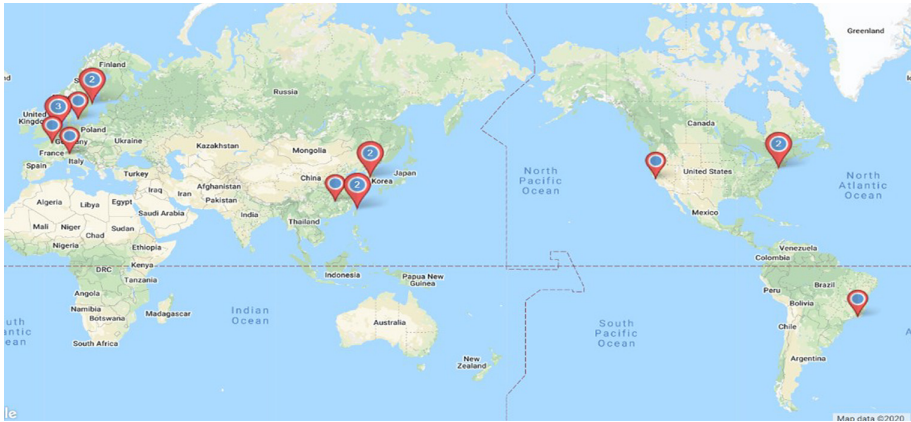 Greenland
Finland
Russia
Canada
United
Kingdom
Poland
Germany
Ukraine
France
Kazakhstan
Mongolia
Italy
Spain
Turkey
China
Korea
Japan
North
Pacific
Ocean
United States
North
Atlantic
Ocean
Iraq
Iran
Afghanistan
Pakistan
Algeria
Libya
Egypt
Saudi Arabia
India
Mexico
Mali
Niger
Chad
Sudan
Thailand
Nigeria
Ethiopia
Venezuela
Colombia
DRC
Kenya
Tanzania
Indonesia
Papua New
Guinea
Brazil
Peru
Angola
Bolivia
Namibia
Botswana
Madagascar
Indian
Ocean
Australia
South
Pacific
Ocean
Chile
South Africa
outh
ntic
ean
New
Zealand
Argentina
2
3
2
2
2
le
Map data ©2020